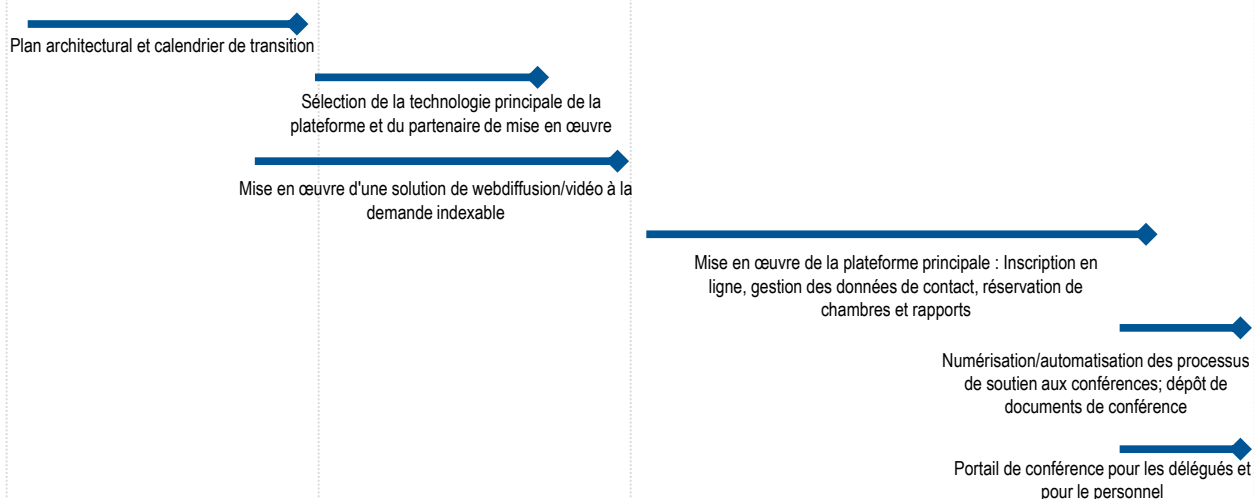 Plan architectural et calendrier de transition
Sélection de la technologie principale de la
plateforme et du partenaire de mise en œuvre
Mise en œuvre d'une solution de webdiffusion/vidéo à la
demande indexable
Mise en œuvre de la plateforme principale : Inscription en
ligne, gestion des données de contact, réservation de
chambres et rapports
Numérisation/automatisation des processus
de soutien aux conférences; dépôt de
documents de conférence
Portail de conférence pour les délégués et
pour le personnel